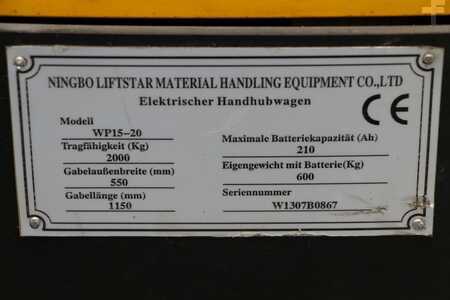 NINGBO LIFTSTAR MATERIAL HANDLING EQUIPMENT CO.,LTD
Elektrischer Handhubwagen
CE
Modell
WP15-20
Tragfähigkeit (Kg)
2000
Gabelaußenbreite (mm)
550
Gabellänge (mm)
1150
Maximale Batteriekapazität (Ah)
210
Eigengewicht mit Batterie(Kg)
600
Seriennummer
W1307B0867